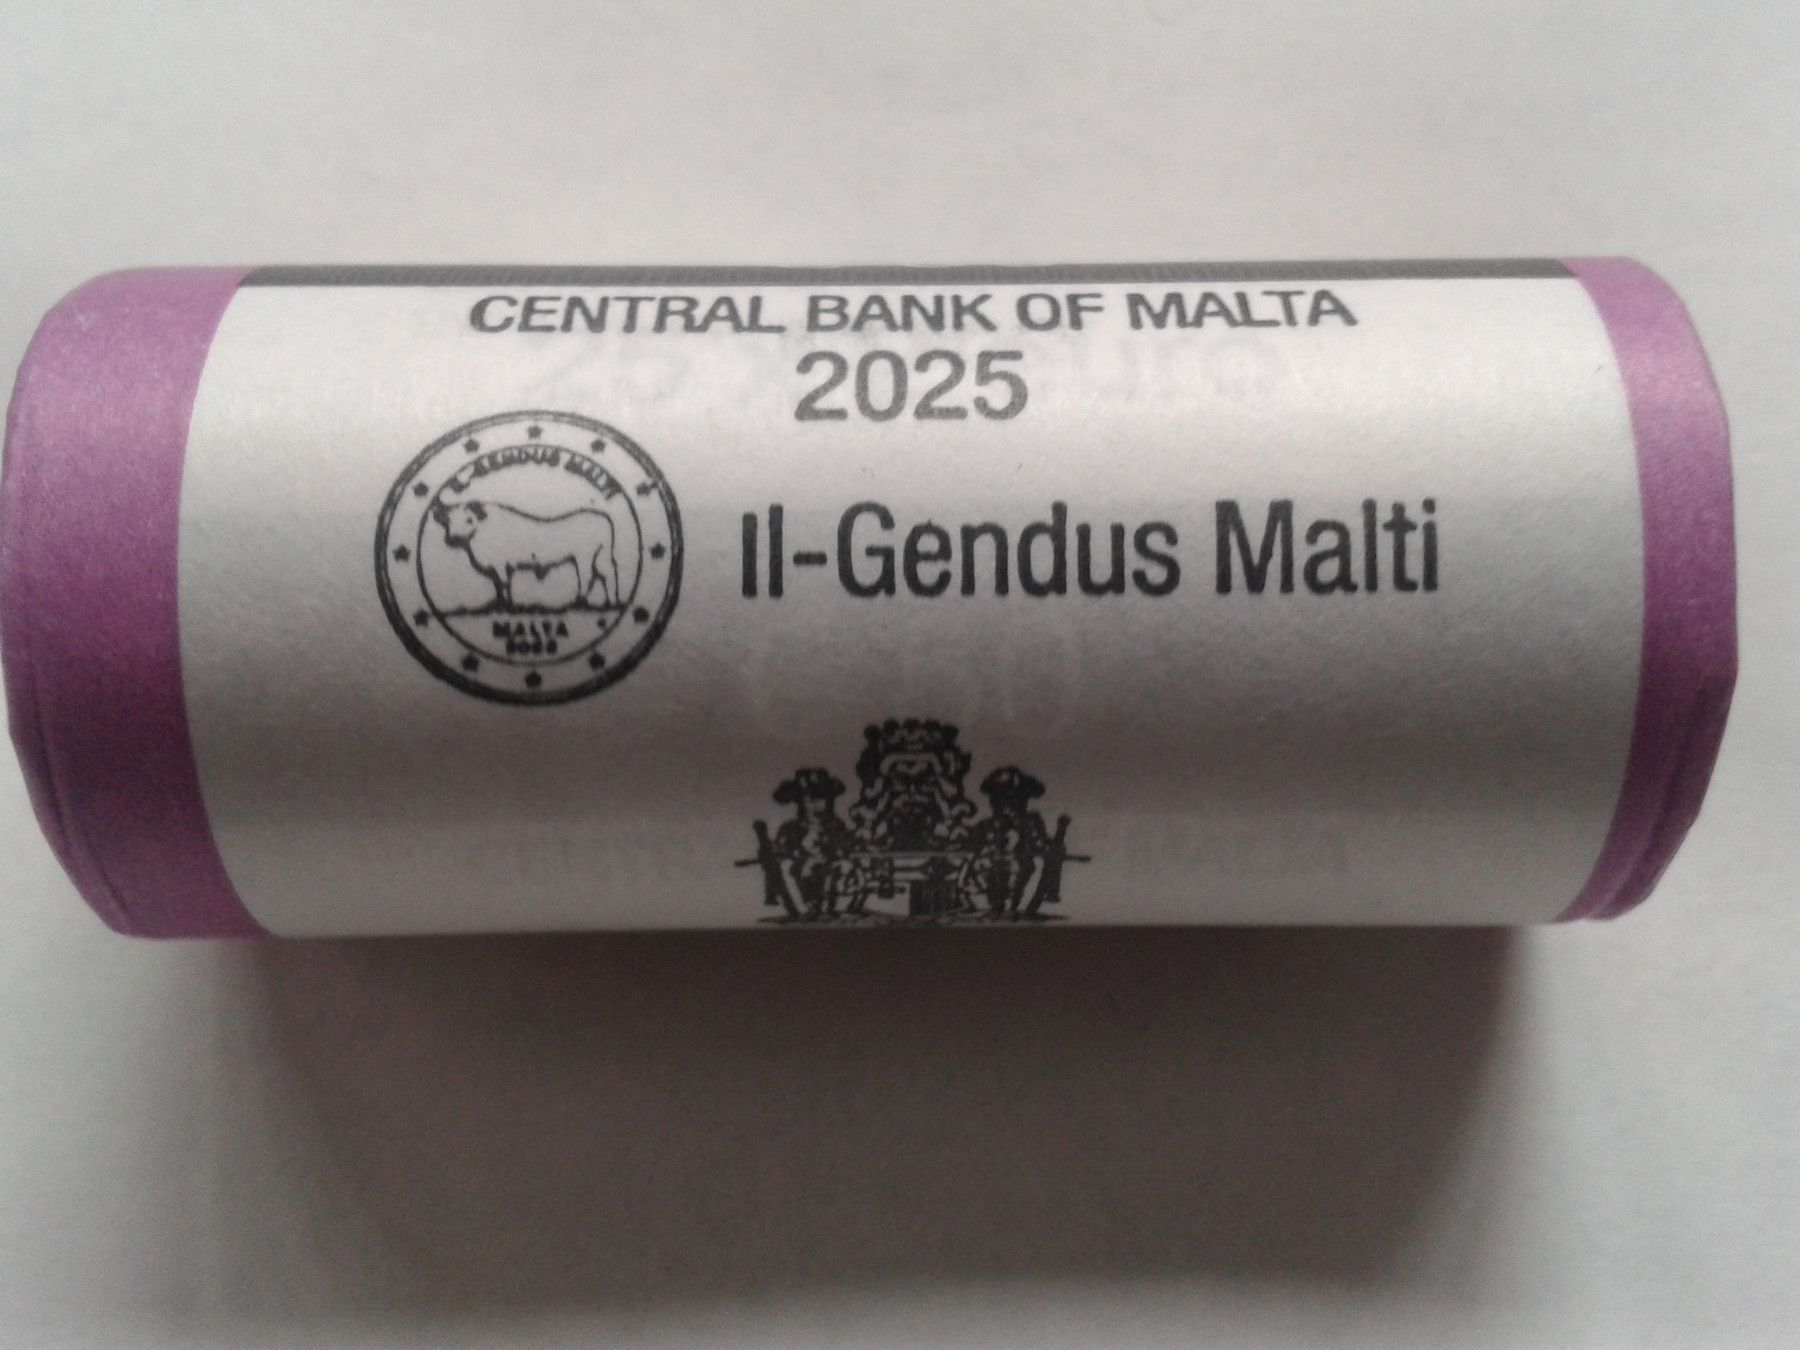 CENTRAL BANK OF MALTA
2025
IL-GENDUS MALTI
Il-Gendus Malti
MALTA